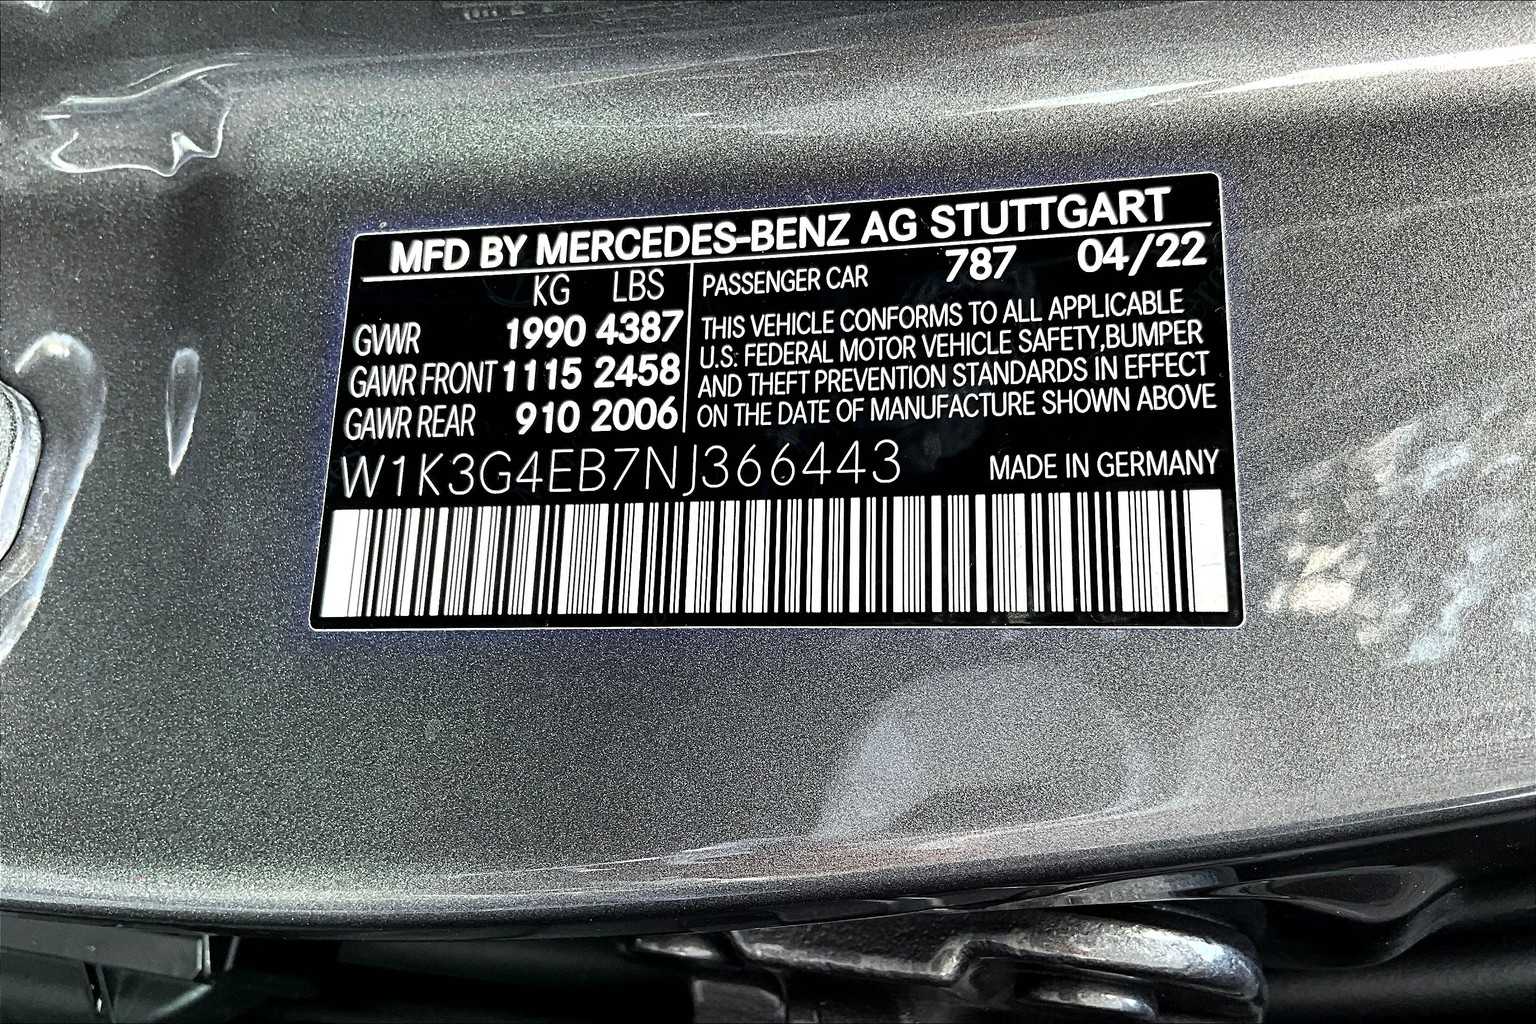 MFD BY MERCEDES-BENZ AG STUTTGART
KG LBS
GVWR 1990 4387
GAWR FRONT 1115 2458
GAWR REAR 910 2006
PASSENGER CAR 787 04/22
THIS VEHICLE CONFORMS TO ALL APPLICABLE
U.S. FEDERAL MOTOR VEHICLE SAFETY,BUMPER
AND THEFT PREVENTION STANDARDS IN EFFECT
ON THE DATE OF MANUFACTURE SHOWN ABOVE
W1K3G4EB7NJ366443
MADE IN GERMANY